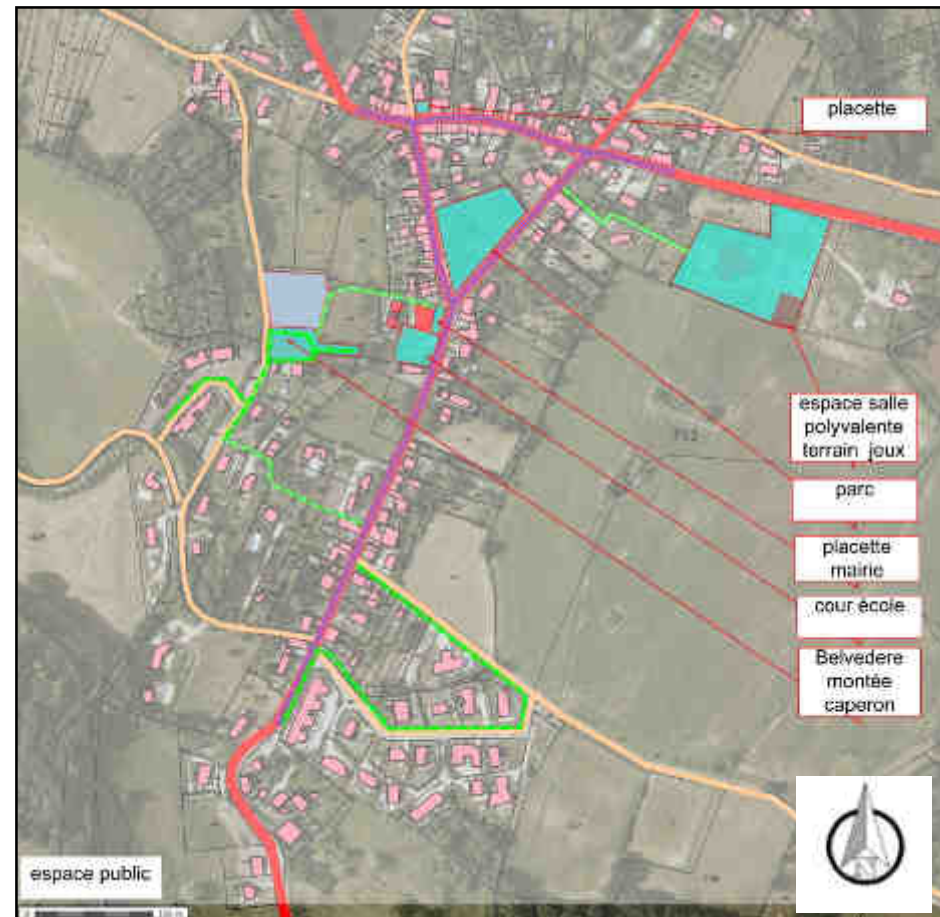 placette
espace salle
polyvalente
terrain joux
parc
placette
mairie
cour école
Belvedere
montée
caperon
espace public
N